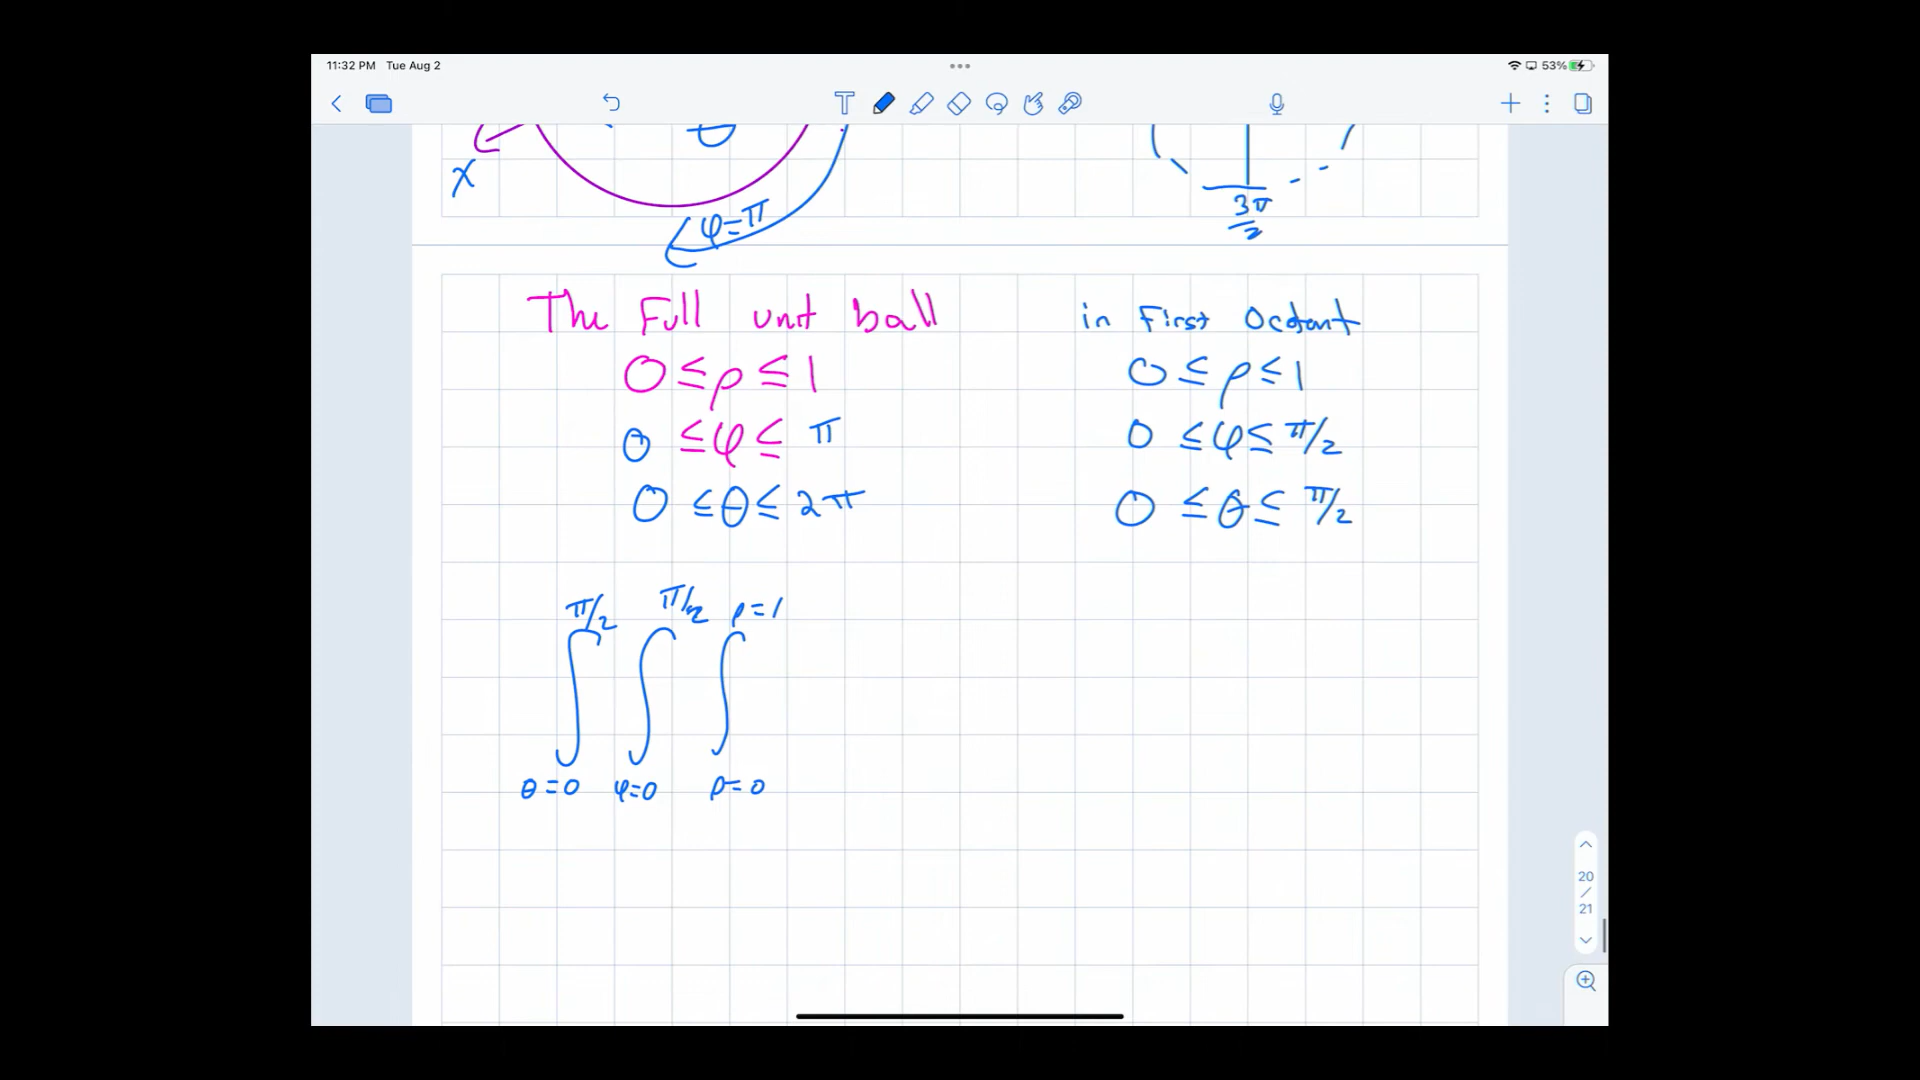 11:32 PM Tue Aug 2
53%
T
θ
X
φ=π
3π/2
The Full unit ball
in First Octant
0 ≤ ρ ≤ 1
0 ≤ ρ ≤ 1
0 ≤ φ ≤ π
0 ≤ φ ≤ π/2
0 ≤ θ ≤ 2π
0 ≤ θ ≤ π/2
π/2 π/2 ρ=1
∫ ∫ ∫
θ=0 φ=0 ρ=0
20
/
21